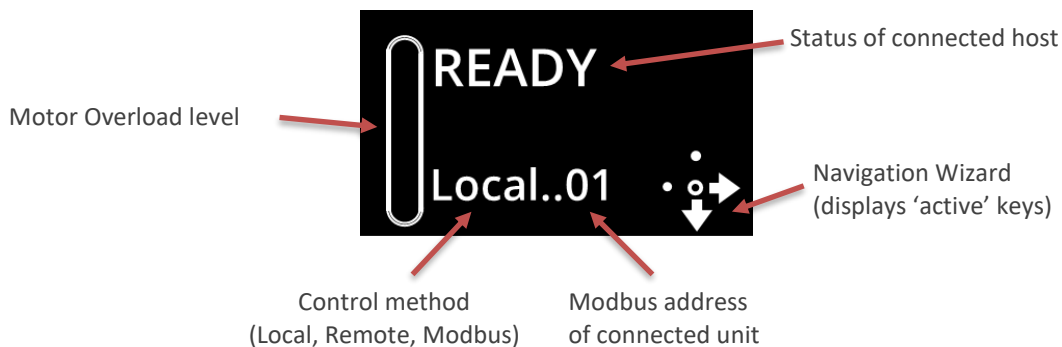 Status of connected host
READY
Motor Overload level
Local..01
Navigation Wizard
(displays ‘active’ keys)
Control method
(Local, Remote, Modbus)
Modbus address
of connected unit